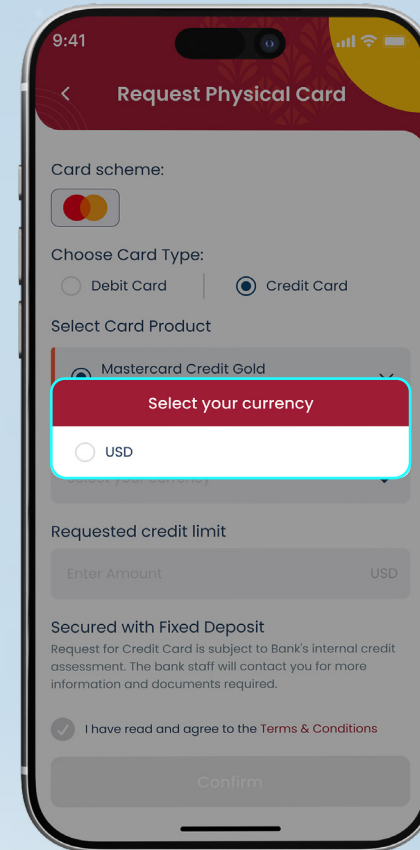 9:41
Request Physical Card
Card scheme:
Choose Card Type:
Debit Card
Credit Card
Select Card Product
Mastercard Credit Gold
Select your currency
USD
Select your currency
Requested credit limit
Enter Amount
USD
Secured with Fixed Deposit
Request for Credit Card is subject to Bank's internal credit
assessment. The bank staff will contact you for more
information and documents required.
I have read and agree to the Terms & Conditions
Confirm